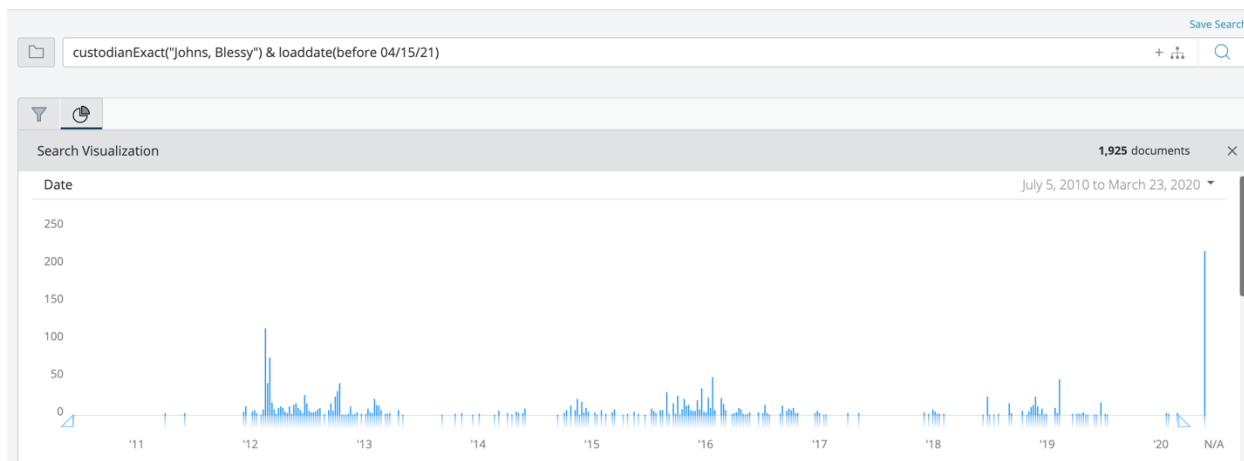 Save Search
custodianExact("Johns, Blessy") & loaddate(before 04/15/21)
Search Visualization
1,925 documents
Date
July 5, 2010 to March 23, 2020
250
200
150
100
50
0
'11 '12 '13 '14 '15 '16 '17 '18 '19 '20 N/A